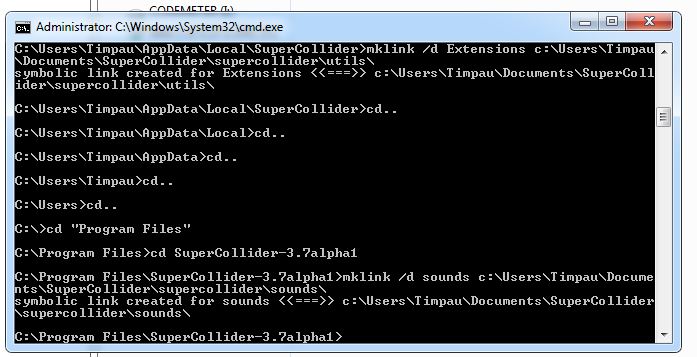 CODEMETER (I:)
Administrator: C:\Windows\System32\cmd.exe
C:\Users\Timpau\AppData\Local\SuperCollider>mklink /d Extensions c:\Users\Timpau
\Documents\SuperCollider\supercollider\utils\
symbolic link created for Extensions <<===>> c:\Users\Timpau\Documents\SuperColl
ider\supercollider\utils\
C:\Users\Timpau\AppData\Local\SuperCollider>cd..
C:\Users\Timpau\AppData\Local>cd..
C:\Users\Timpau\AppData>cd..
C:\Users\Timpau>cd..
C:\Users>cd..
C:\>cd "Program Files"
C:\Program Files>cd SuperCollider-3.7alpha1
C:\Program Files\SuperCollider-3.7alpha1>mklink /d sounds c:\Users\Timpau\Docume
nts\SuperCollider\supercollider\sounds\
symbolic link created for sounds <<===>> c:\Users\Timpau\Documents\SuperCollider
\supercollider\sounds\
C:\Program Files\SuperCollider-3.7alpha1>